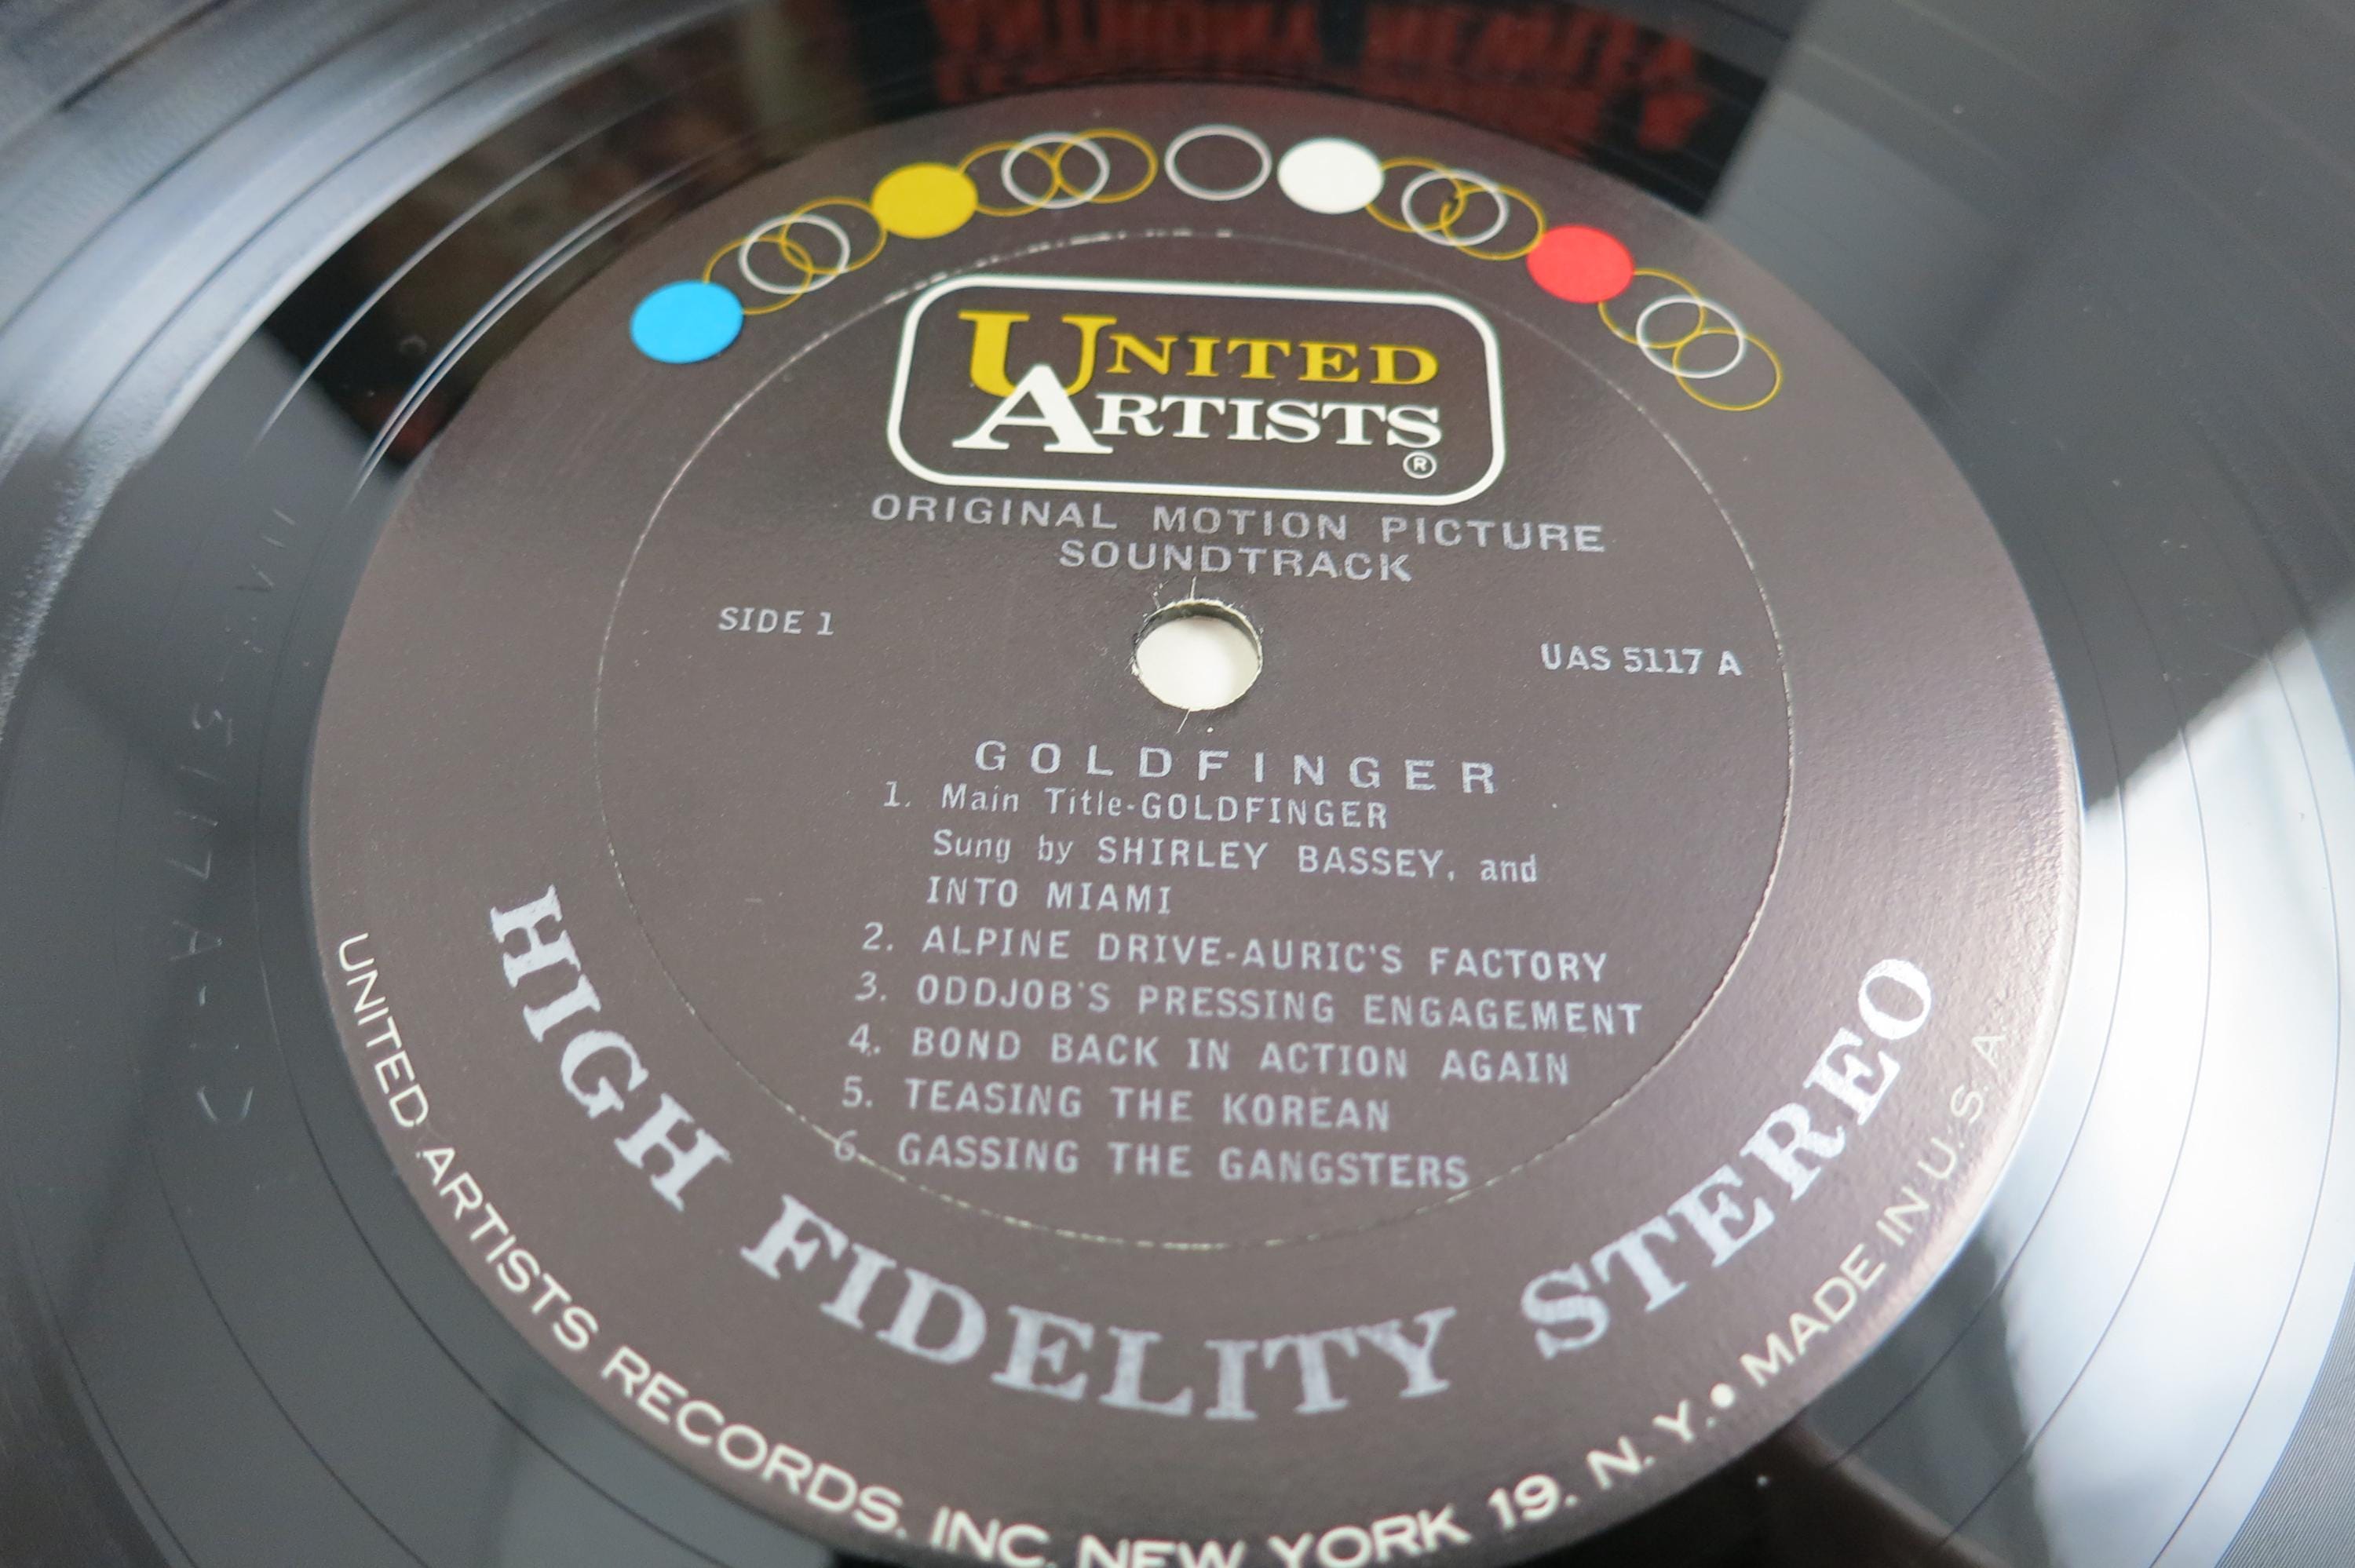 UNITED
ARTISTS
®
ORIGINAL MOTION PICTURE
SOUNDTRACK
SIDE 1
UAS 5117 A
GOLDFINGER
1. Main Title-GOLDFINGER
Sung by SHIRLEY BASSEY, and
INTO MIAMI
2. ALPINE DRIVE-AURIC'S FACTORY
3. ODDJOB'S PRESSING ENGAGEMENT
4. BOND BACK IN ACTION AGAIN
5. TEASING THE KOREAN
6. GASSING THE GANGSTERS
HIGH FIDELITY STEREO
UNITED ARTISTS RECORDS, INC. NEW YORK 19, N. Y. • MADE IN U. S. A.